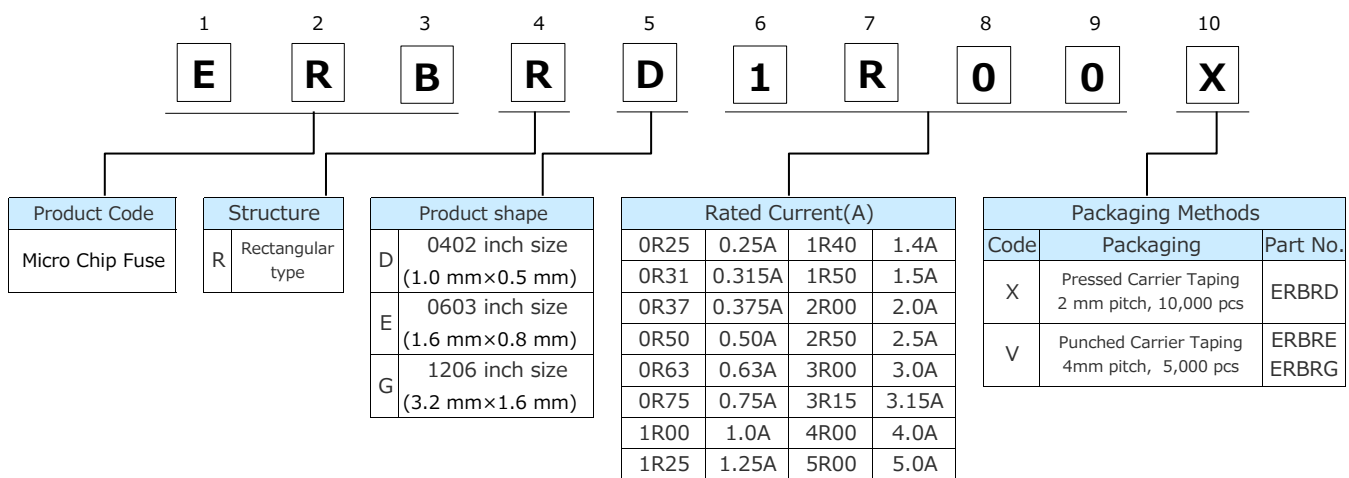 1 2 3 4 5 6 7 8 9 10
E R B R D 1 R 0 0 X
Product Code
Micro Chip Fuse
Structure
R Rectangular
type
Product shape
D 0402 inch size
(1.0 mm×0.5 mm)
E 0603 inch size
(1.6 mm×0.8 mm)
G 1206 inch size
(3.2 mm×1.6 mm)
Rated Current(A)
0R25 0.25A 1R40 1.4A
0R31 0.315A 1R50 1.5A
0R37 0.375A 2R00 2.0A
0R50 0.50A 2R50 2.5A
0R63 0.63A 3R00 3.0A
0R75 0.75A 3R15 3.15A
1R00 1.0A 4R00 4.0A
1R25 1.25A 5R00 5.0A
Packaging Methods
Code Packaging Part No.
X Pressed Carrier Taping
2 mm pitch, 10,000 pcs ERBRD
V Punched Carrier Taping ERBRE
4mm pitch, 5,000 pcs ERBRG